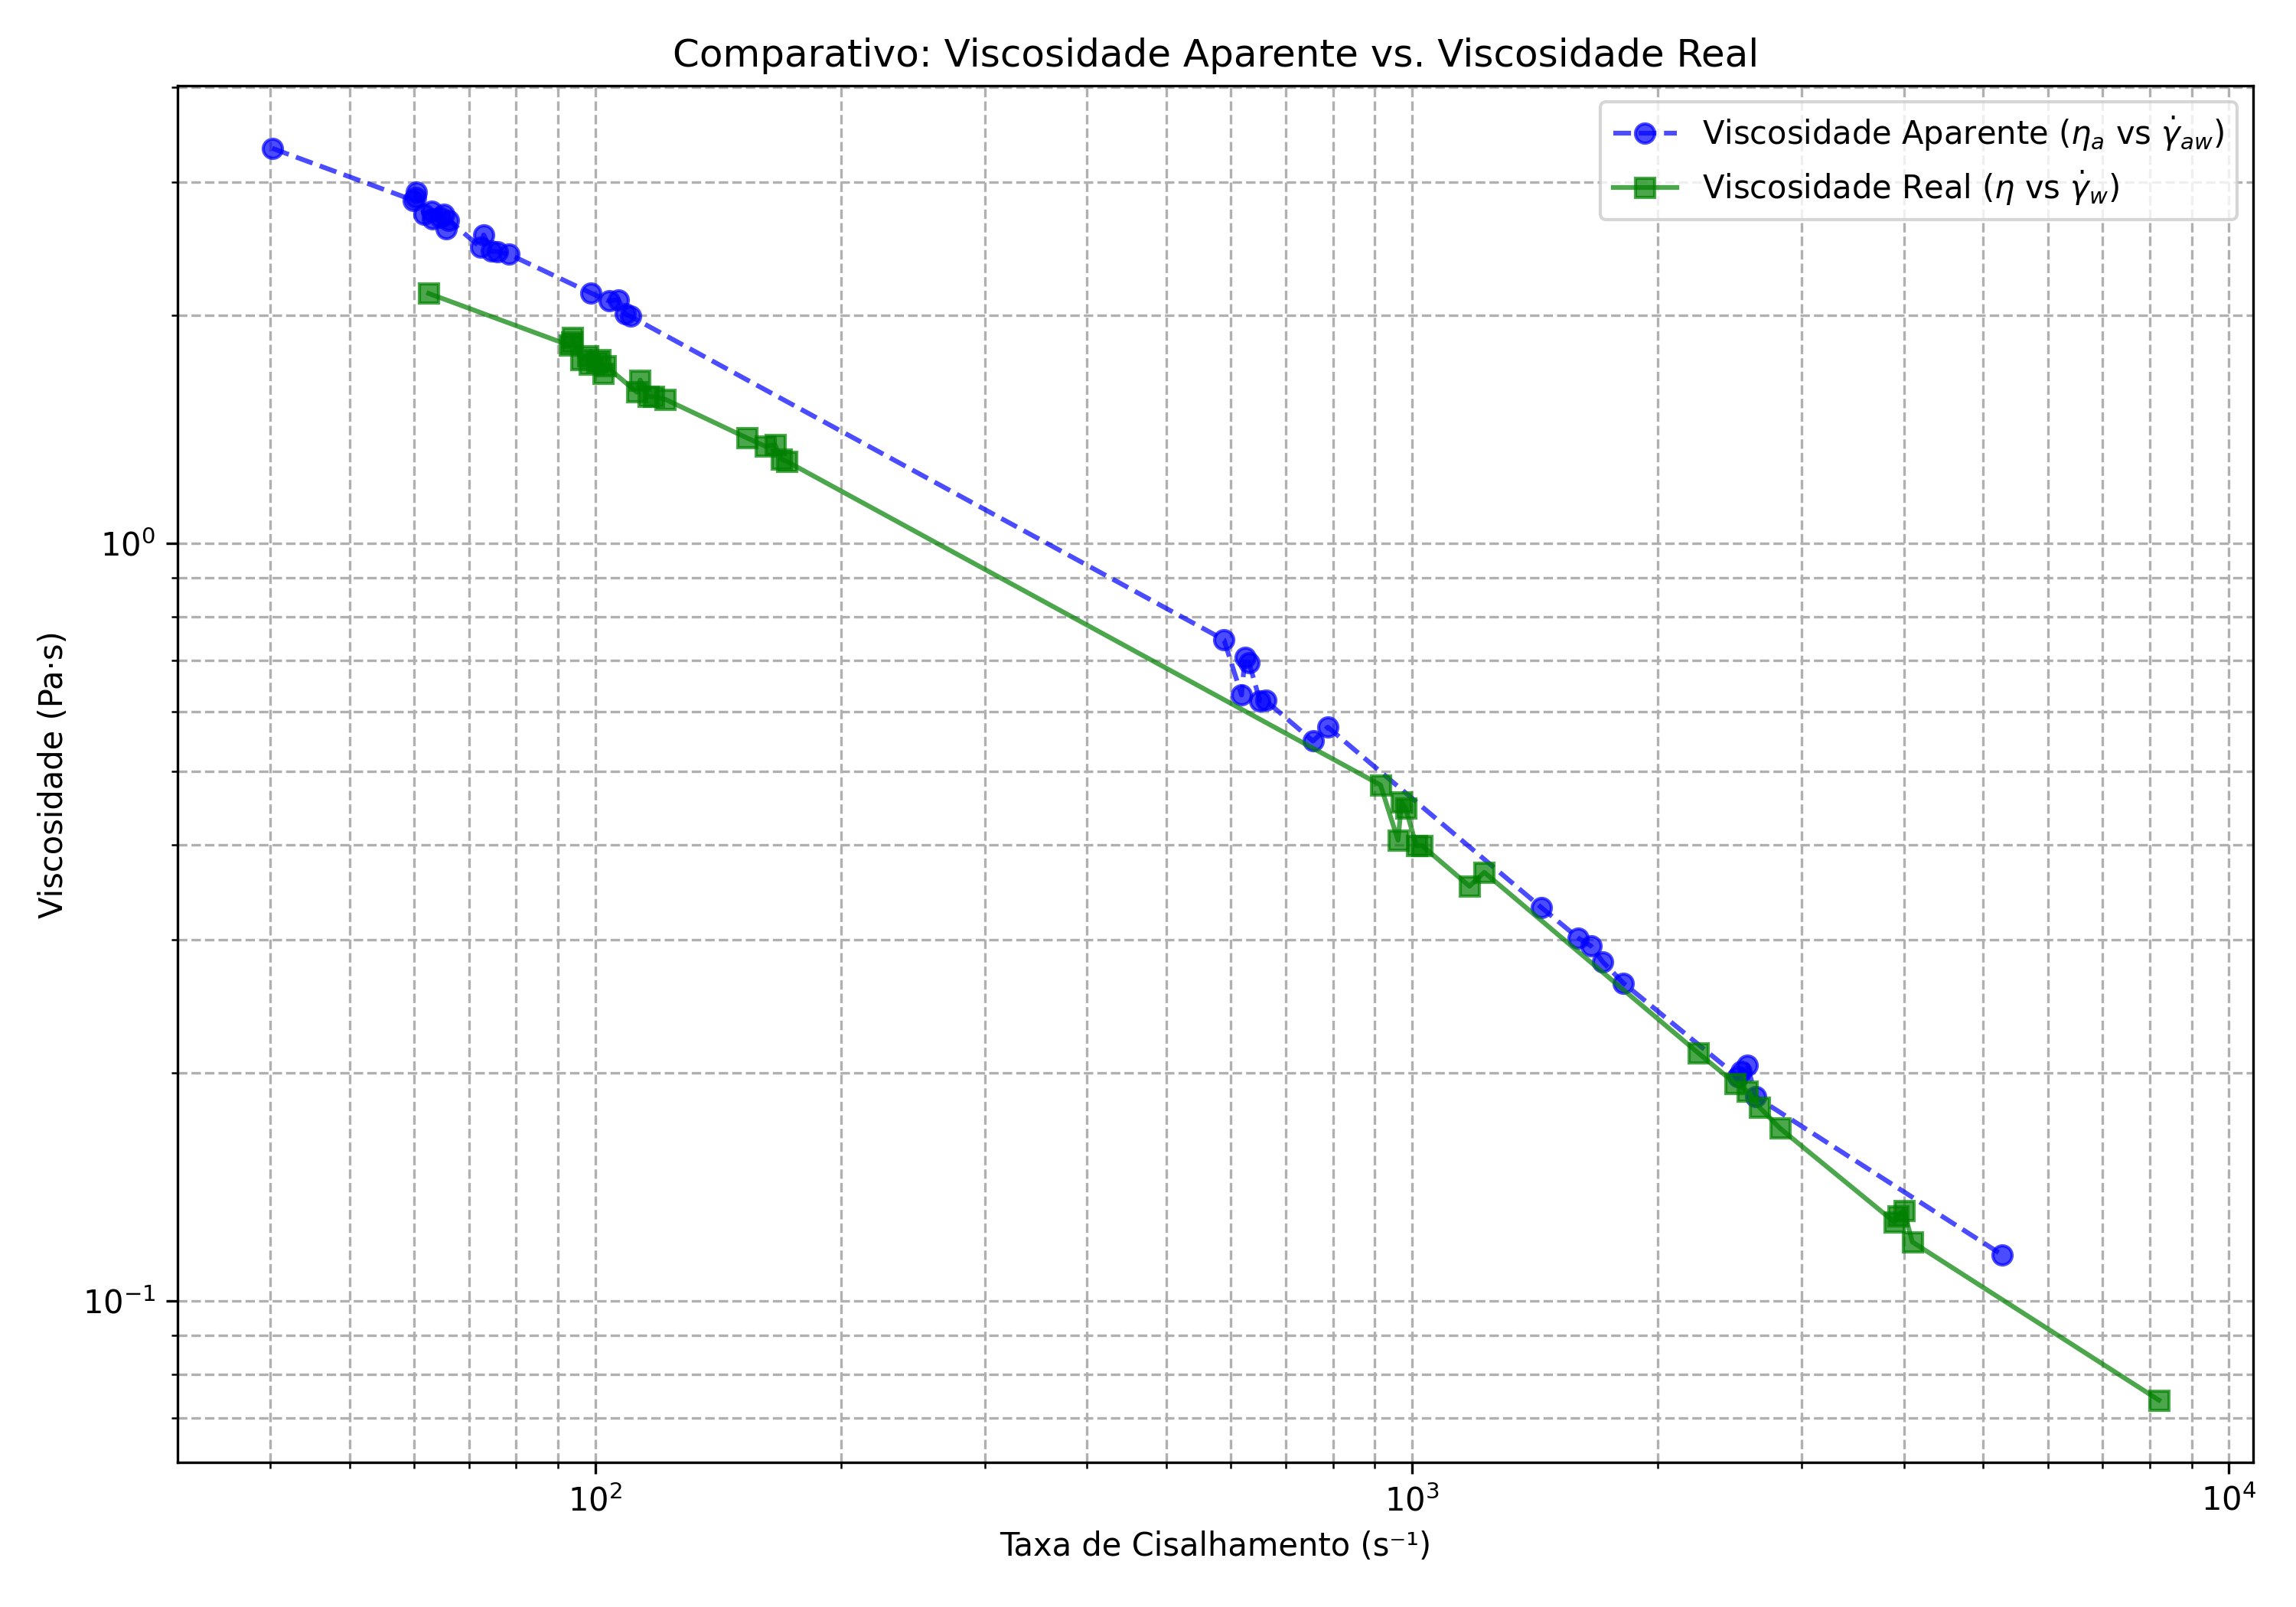 Comparativo: Viscosidade Aparente vs. Viscosidade Real
Viscosidade Aparente (ηₐ vs γ̇ₐw)
Viscosidade Real (η vs γ̇w)
Viscosidade (Pa·s)
10⁰
10⁻¹
10² 10³ 10⁴
Taxa de Cisalhamento (s⁻¹)